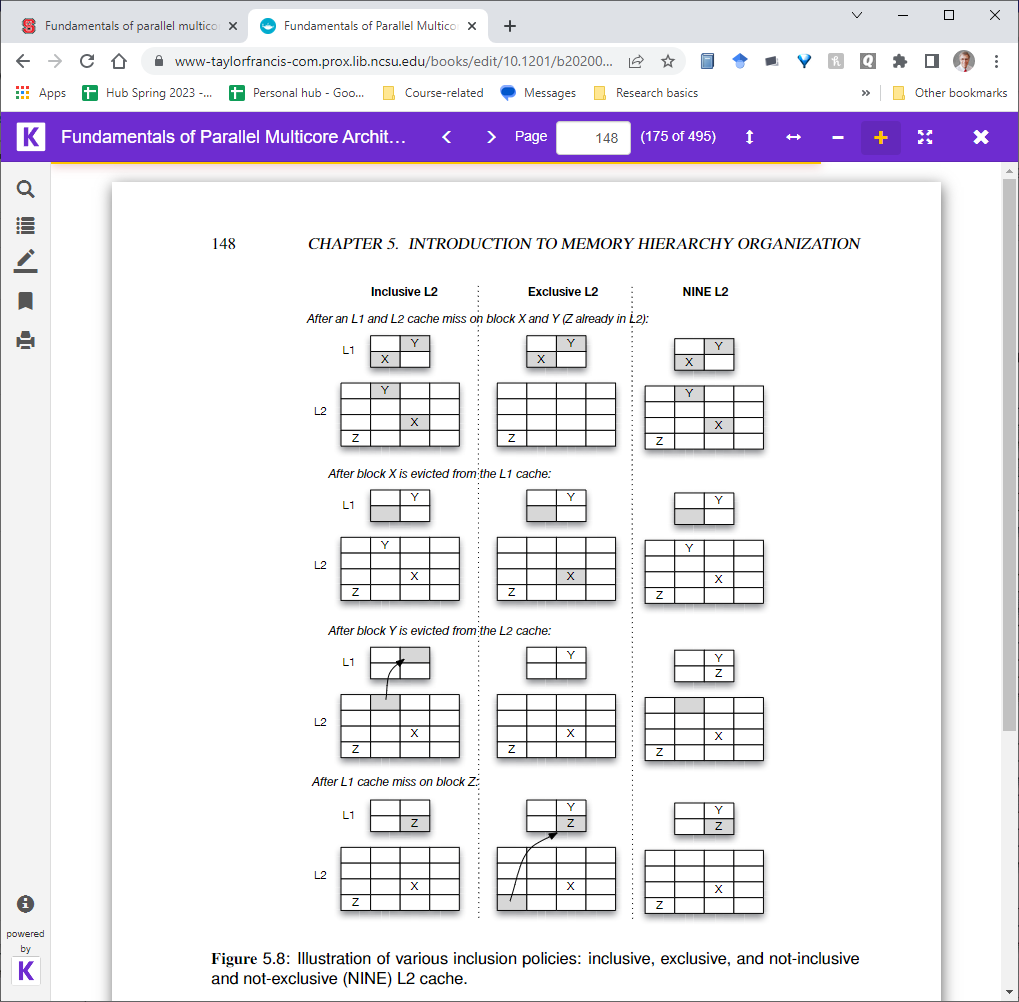 Fundamentals of parallel multicor
Fundamentals of Parallel Multicor
www-taylorfrancis-com.prox.lib.ncsu.edu/books/edit/10.1201/b20200...
Apps
Hub Spring 2023 -...
Personal hub - Goo...
Course-related
Messages
Research basics
»
Other bookmarks
K Fundamentals of Parallel Multicore Archit...
Page 148 (175 of 495)
148 CHAPTER 5. INTRODUCTION TO MEMORY HIERARCHY ORGANIZATION
Inclusive L2 Exclusive L2 NINE L2
After an L1 and L2 cache miss on block X and Y (Z already in L2):
L1 Y Y Y
X X X
Y Y
L2
X X
Z Z Z
After block X is evicted from the L1 cache:
L1 Y Y Y
Y Y
L2
X X X
Z Z Z
After block Y is evicted from the L2 cache:
L1 Y Y
Z
L2
X X X
Z Z Z
After L1 cache miss on block Z:
L1 Y Y
Z Z Z
L2
X X X
Z Z
Figure 5.8: Illustration of various inclusion policies: inclusive, exclusive, and not-inclusive
and not-exclusive (NINE) L2 cache.
powered
by
K